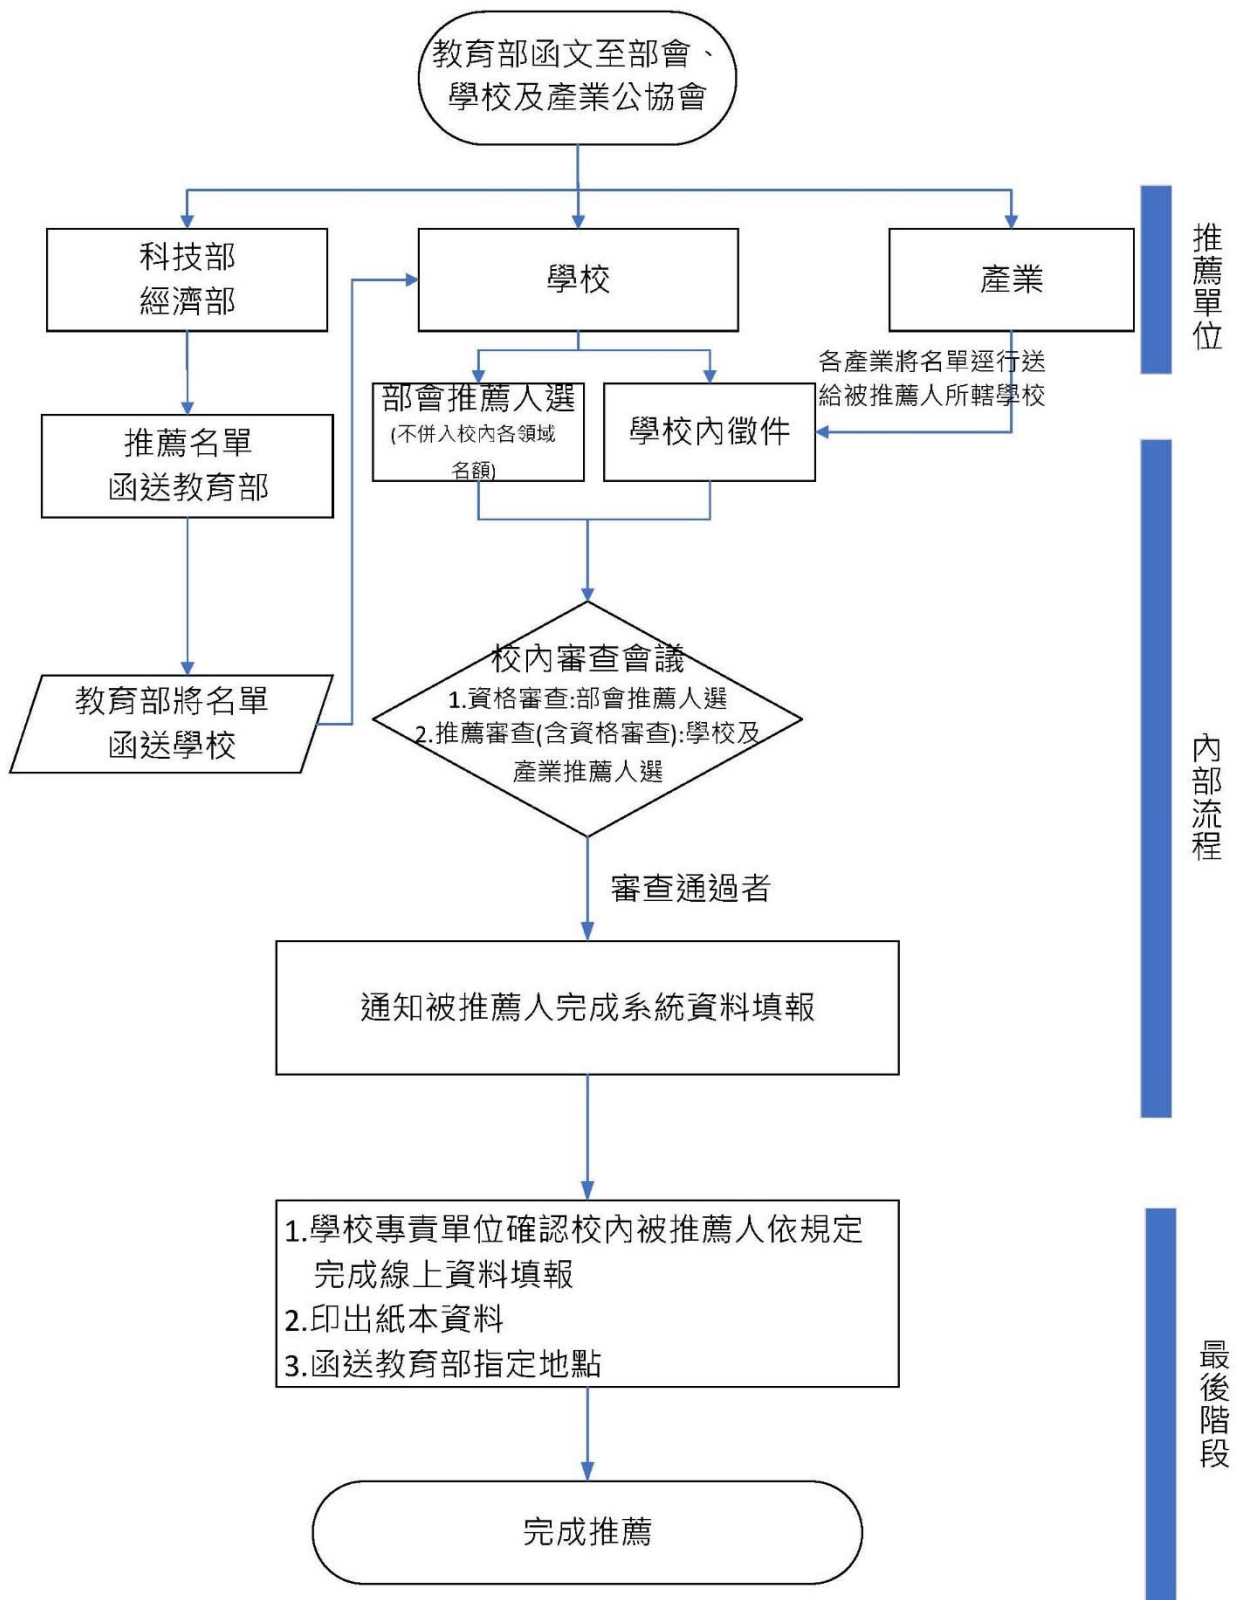 教育部函文至部會、
學校及產業公協會
科技部
經濟部
學校
產業
推薦單位
各產業將名單逕行送
給被推薦人所轄學校
推薦名單
函送教育部
部會推薦人選
(不併入校內各領域
名額)
學校內徵件
教育部將名單
函送學校
校內審查會議
1.資格審查:部會推薦人選
2.推薦審查(含資格審查):學校及
產業推薦人選
內部流程
審查通過者
通知被推薦人完成系統資料填報
1.學校專責單位確認校內被推薦人依規定
完成線上資料填報
2.印出紙本資料
3.函送教育部指定地點
最後階段
完成推薦